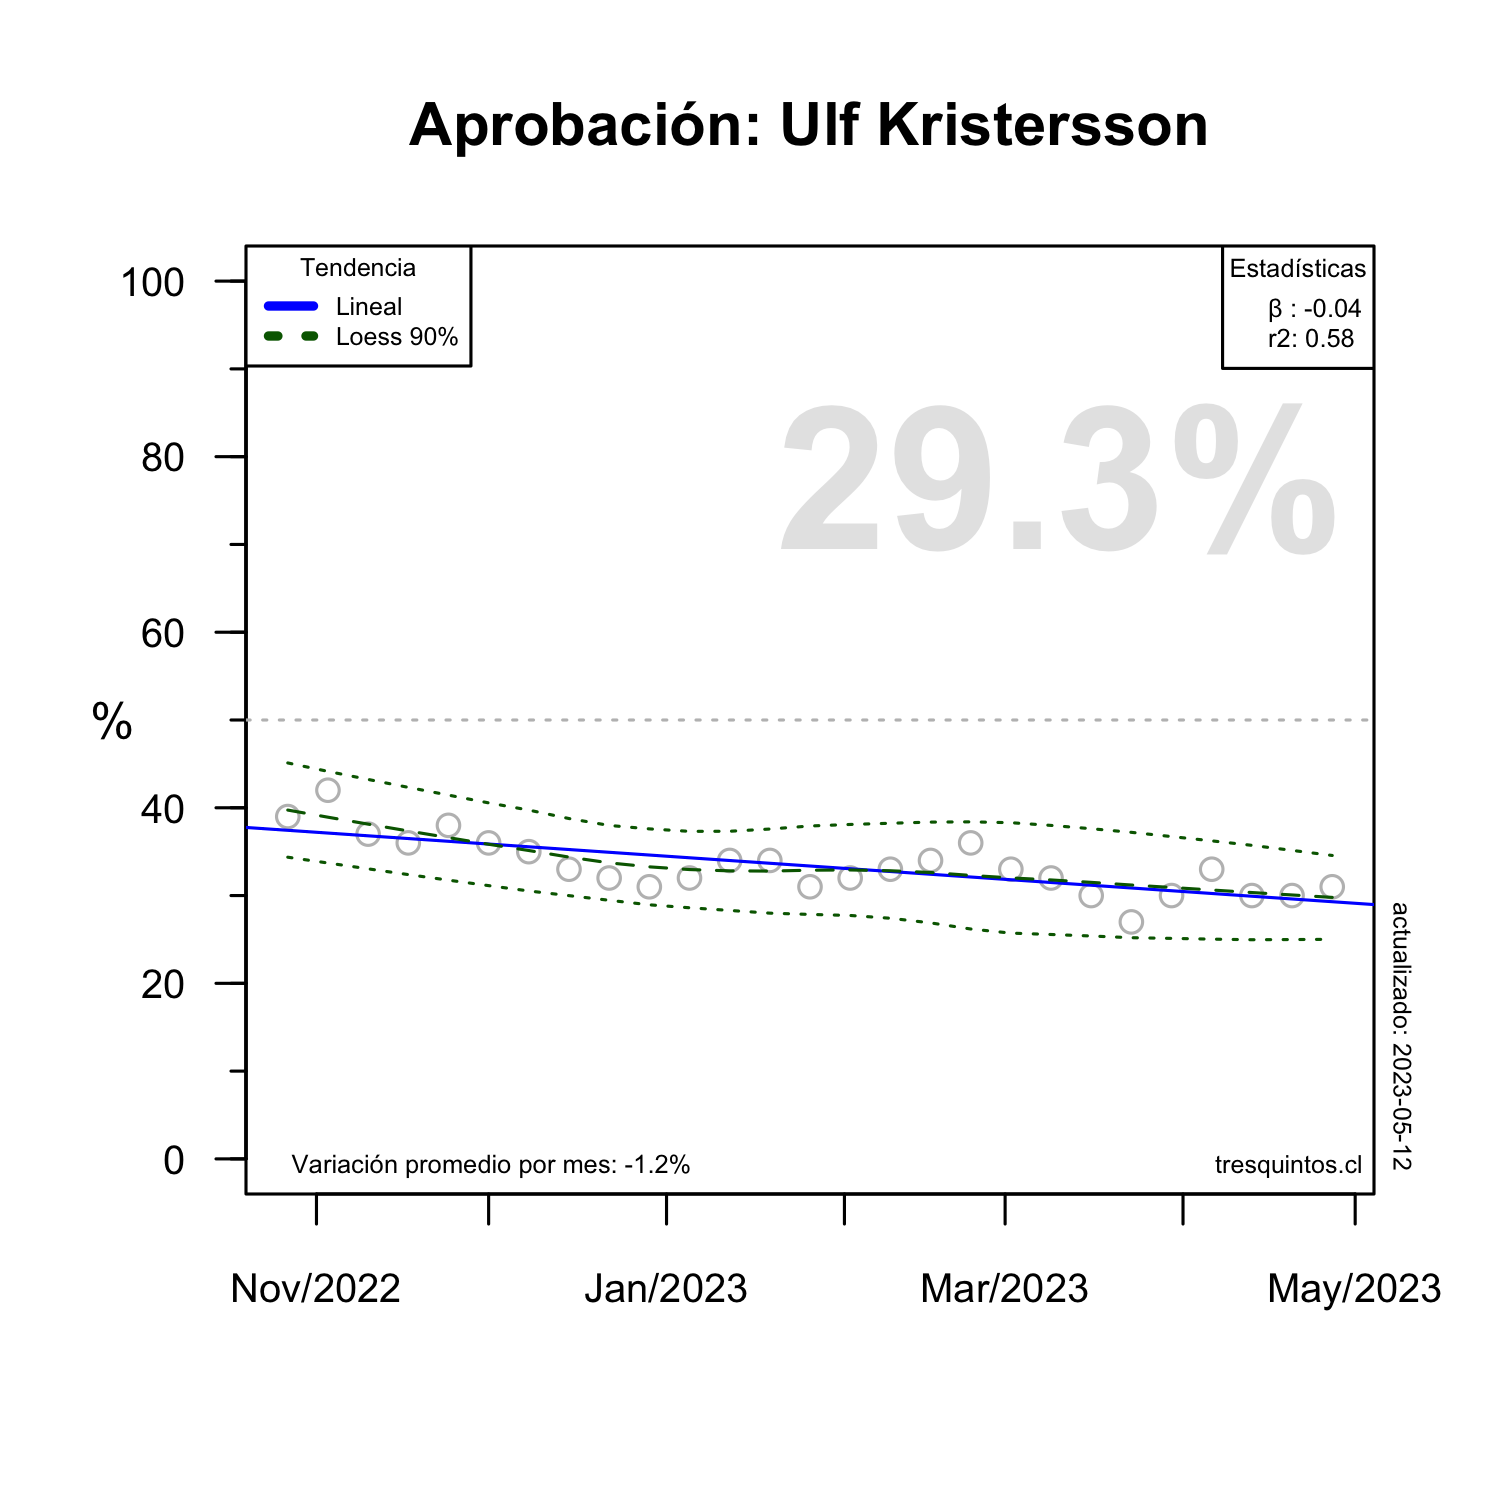 Aprobación: Ulf Kristersson
Tendencia
Lineal
Loess 90%
Estadísticas
β : -0.04
r2: 0.58
29.3%
100
80
60
40
20
0
%
Variación promedio por mes: -1.2%
tresquintos.cl
actualizado: 2023-05-12
Nov/2022
Jan/2023
Mar/2023
May/2023